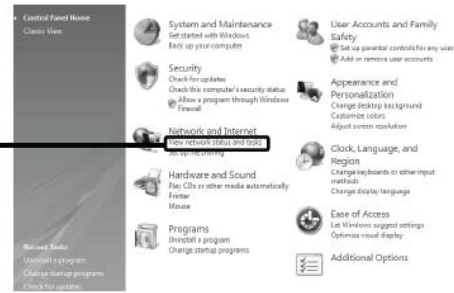 Control Panel Home
Classic View
System and Maintenance
Get started with Windows
Back up your computer
Security
Check for updates
Check this computer's security status
Allow a program through Windows
Firewall
Network and Internet
View network status and tasks
Set up file sharing
Hardware and Sound
Play CDs or other media automatically
Printer
Mouse
Programs
Uninstall a program
Change startup programs
User Accounts and Family
Safety
Set up parental controls for any user
Add or remove user accounts
Appearance and
Personalization
Change desktop background
Customize colors
Adjust screen resolution
Clock, Language, and
Region
Change keyboards or other input
methods
Change display language
Ease of Access
Let Windows suggest settings
Optimize visual display
Additional Options
Recent Tasks
Uninstall a program
Change startup programs
Check for updates